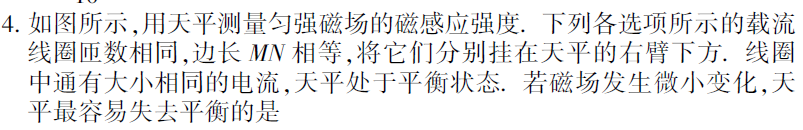 4. 如图所示,用天平测量匀强磁场的磁感应强度. 下列各选项所示的载流
线圈匝数相同,边长 MN 相等,将它们分别挂在天平的右臂下方. 线圈
中通有大小相同的电流,天平处于平衡状态. 若磁场发生微小变化,天
平最容易失去平衡的是